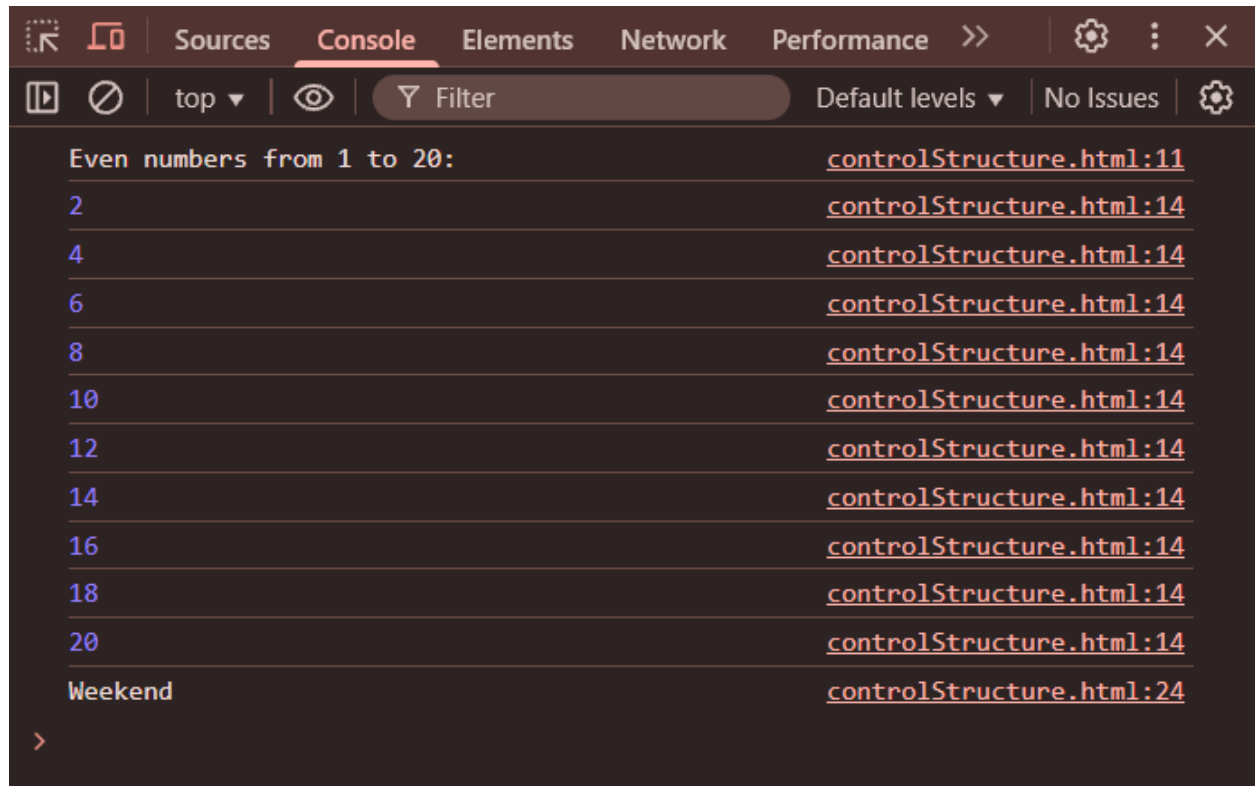 Sources Console Elements Network Performance
top Filter Default levels No Issues
Even numbers from 1 to 20: controlStructure.html:11
2 controlStructure.html:14
4 controlStructure.html:14
6 controlStructure.html:14
8 controlStructure.html:14
10 controlStructure.html:14
12 controlStructure.html:14
14 controlStructure.html:14
16 controlStructure.html:14
18 controlStructure.html:14
20 controlStructure.html:14
Weekend controlStructure.html:24